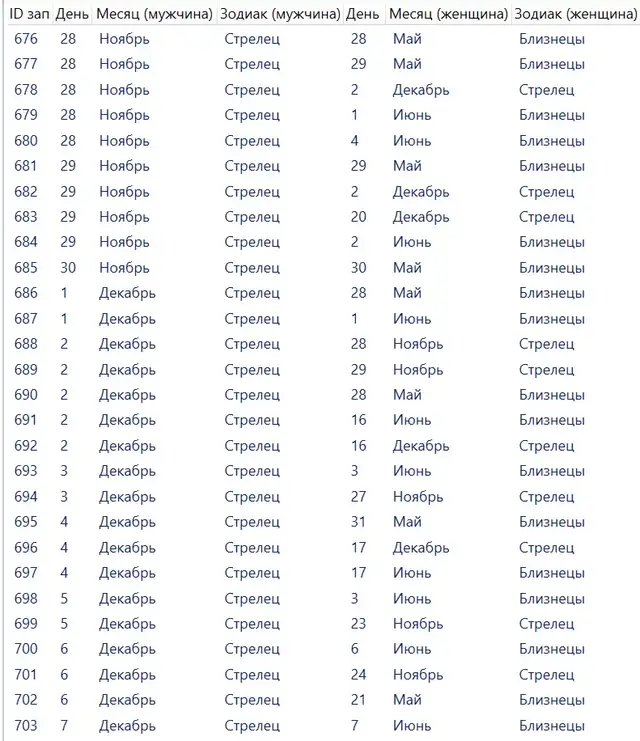 ID зап День Месяц (мужчина) Зодиак (мужчина) День Месяц (женщина) Зодиак (женщина)
676 28 Ноябрь Стрелец 28 Май Близнецы
677 28 Ноябрь Стрелец 29 Май Близнецы
678 28 Ноябрь Стрелец 2 Декабрь Стрелец
679 28 Ноябрь Стрелец 1 Июнь Близнецы
680 28 Ноябрь Стрелец 4 Июнь Близнецы
681 29 Ноябрь Стрелец 29 Май Близнецы
682 29 Ноябрь Стрелец 2 Декабрь Стрелец
683 29 Ноябрь Стрелец 20 Декабрь Стрелец
684 29 Ноябрь Стрелец 2 Июнь Близнецы
685 30 Ноябрь Стрелец 30 Май Близнецы
686 1 Декабрь Стрелец 28 Май Близнецы
687 1 Декабрь Стрелец 1 Июнь Близнецы
688 2 Декабрь Стрелец 28 Ноябрь Стрелец
689 2 Декабрь Стрелец 29 Ноябрь Стрелец
690 2 Декабрь Стрелец 28 Май Близнецы
691 2 Декабрь Стрелец 16 Июнь Близнецы
692 2 Декабрь Стрелец 16 Декабрь Стрелец
693 3 Декабрь Стрелец 3 Июнь Близнецы
694 3 Декабрь Стрелец 27 Ноябрь Стрелец
695 4 Декабрь Стрелец 31 Май Близнецы
696 4 Декабрь Стрелец 17 Декабрь Стрелец
697 4 Декабрь Стрелец 17 Июнь Близнецы
698 5 Декабрь Стрелец 3 Июнь Близнецы
699 5 Декабрь Стрелец 23 Ноябрь Стрелец
700 6 Декабрь Стрелец 6 Июнь Близнецы
701 6 Декабрь Стрелец 24 Ноябрь Стрелец
702 6 Декабрь Стрелец 21 Май Близнецы
703 7 Декабрь Стрелец 7 Июнь Близнецы